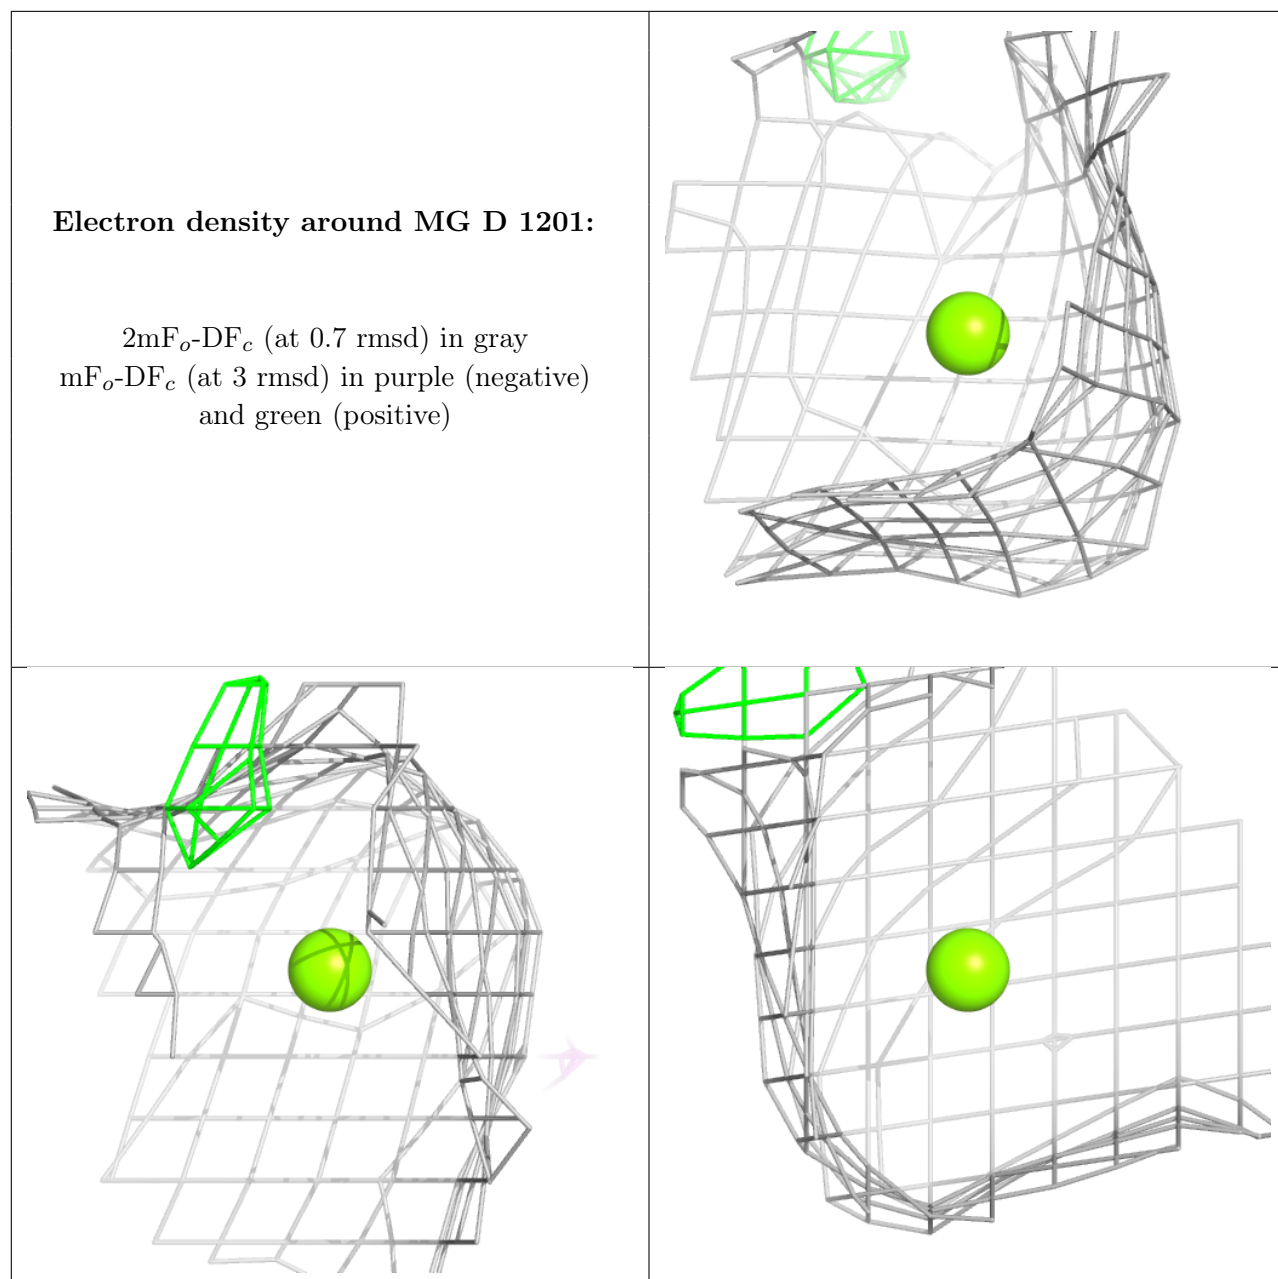 Electron density around MG D 1201:
2mFₒ-DF𝒸 (at 0.7 rmsd) in gray
mFₒ-DF𝒸 (at 3 rmsd) in purple (negative)
and green (positive)